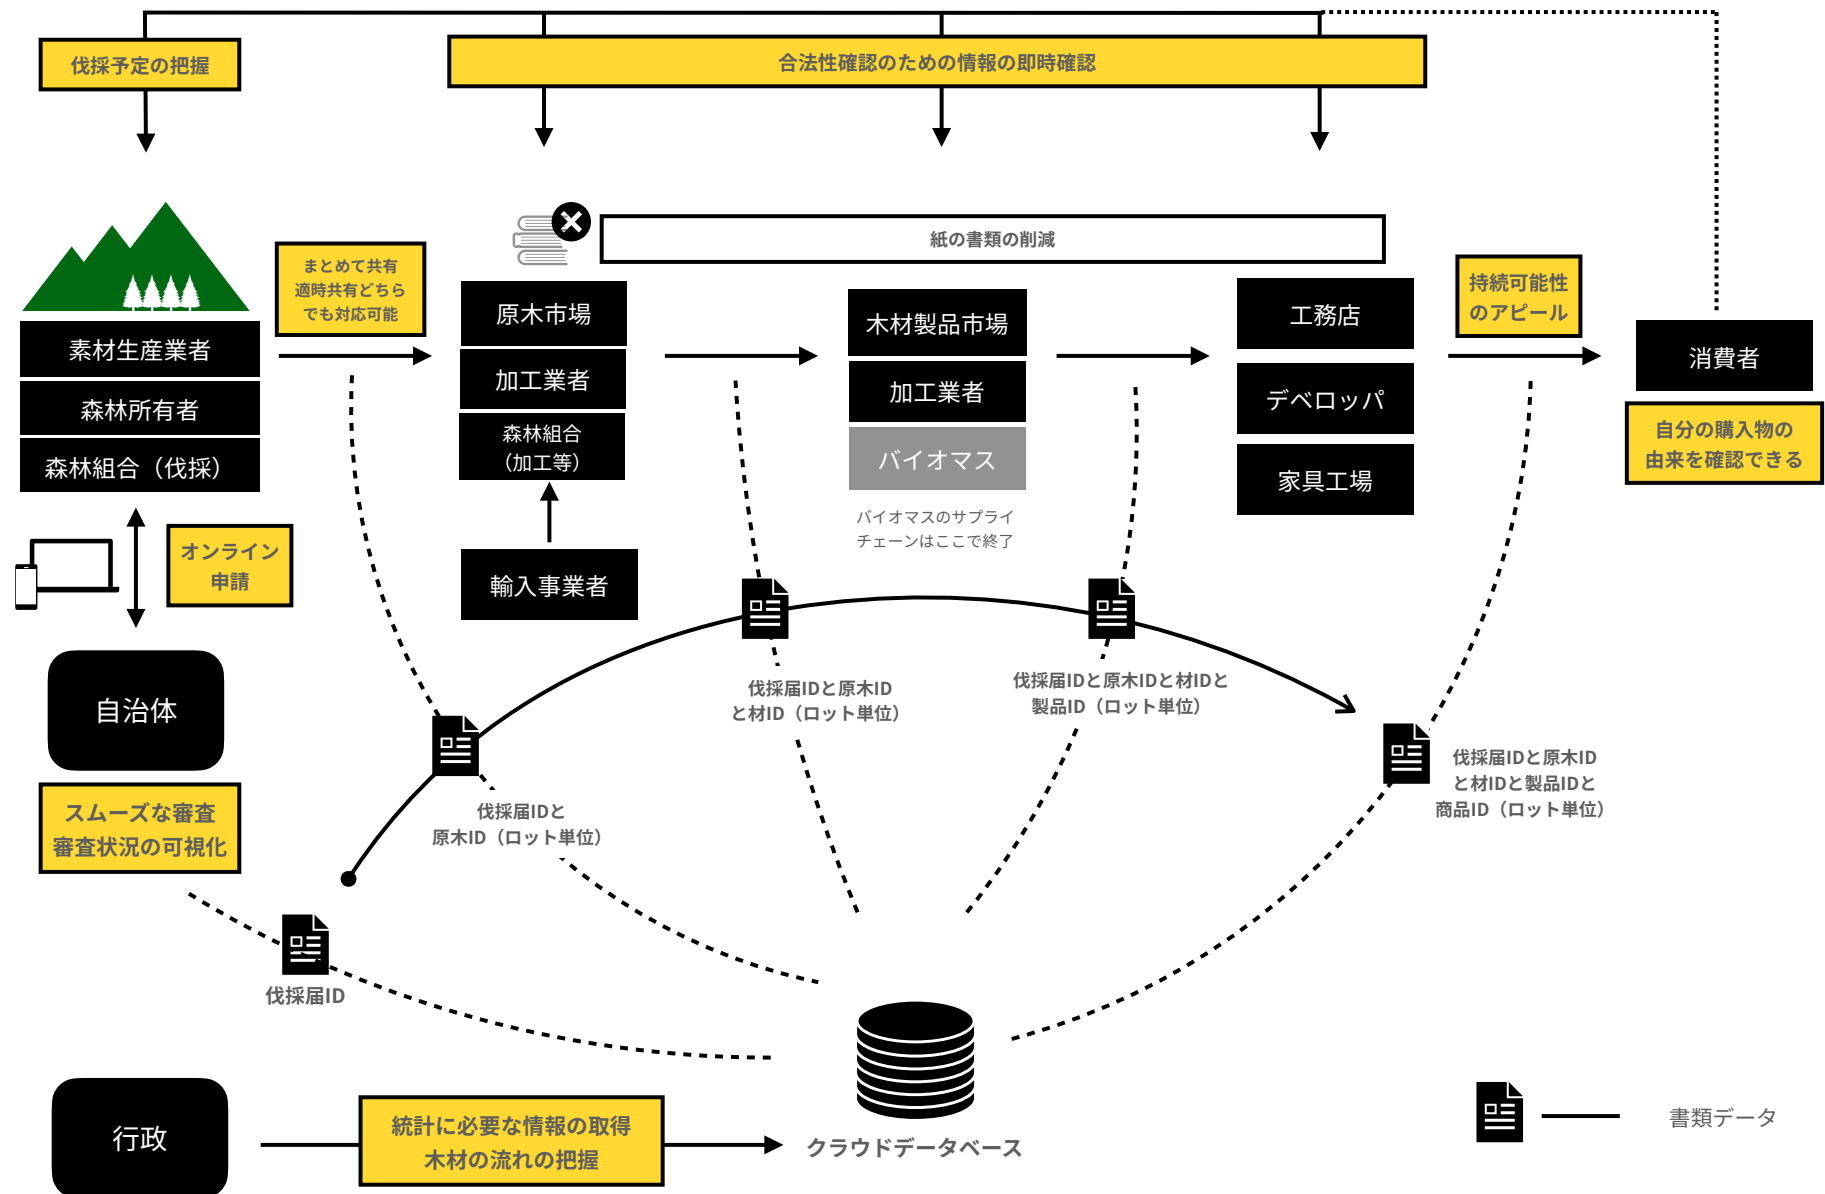 伐採予定の把握
合法性確認のための情報の即時確認
紙の書類の削減
まとめて共有
適時共有どちら
でも対応可能
素材生産業者
森林所有者
森林組合（伐採）
原木市場
加工業者
森林組合
（加工等）
輸入事業者
木材製品市場
加工業者
バイオマス
バイオマスのサプライ
チェーンはここで終了
工務店
デベロッパ
家具工場
持続可能性
のアピール
消費者
自分の購入物の
由来を確認できる
オンライン
申請
自治体
スムーズな審査
審査状況の可視化
伐採届ID
伐採届IDと
原木ID（ロット単位）
伐採届IDと原木ID
と材ID（ロット単位）
伐採届IDと原木IDと材IDと
製品ID（ロット単位）
伐採届IDと原木ID
と材IDと製品IDと
商品ID（ロット単位）
行政
統計に必要な情報の取得
木材の流れの把握
クラウドデータベース
書類データ